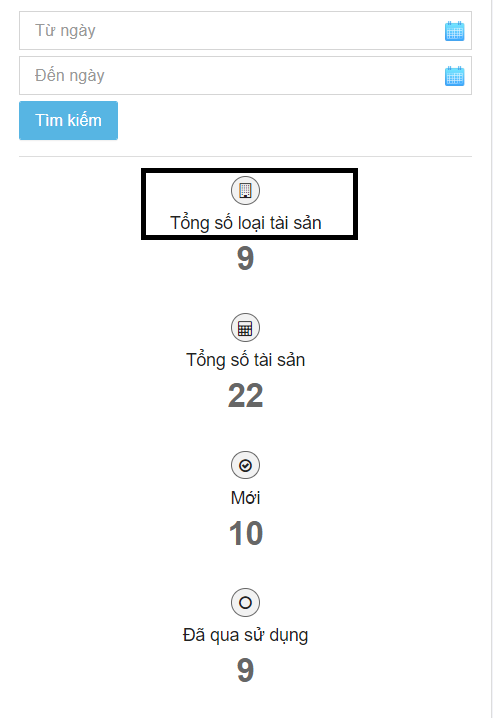 Từ ngày
Đến ngày
Tìm kiếm
Tổng số loại tài sản
9
Tổng số tài sản
22
Mới
10
Đã qua sử dụng
9